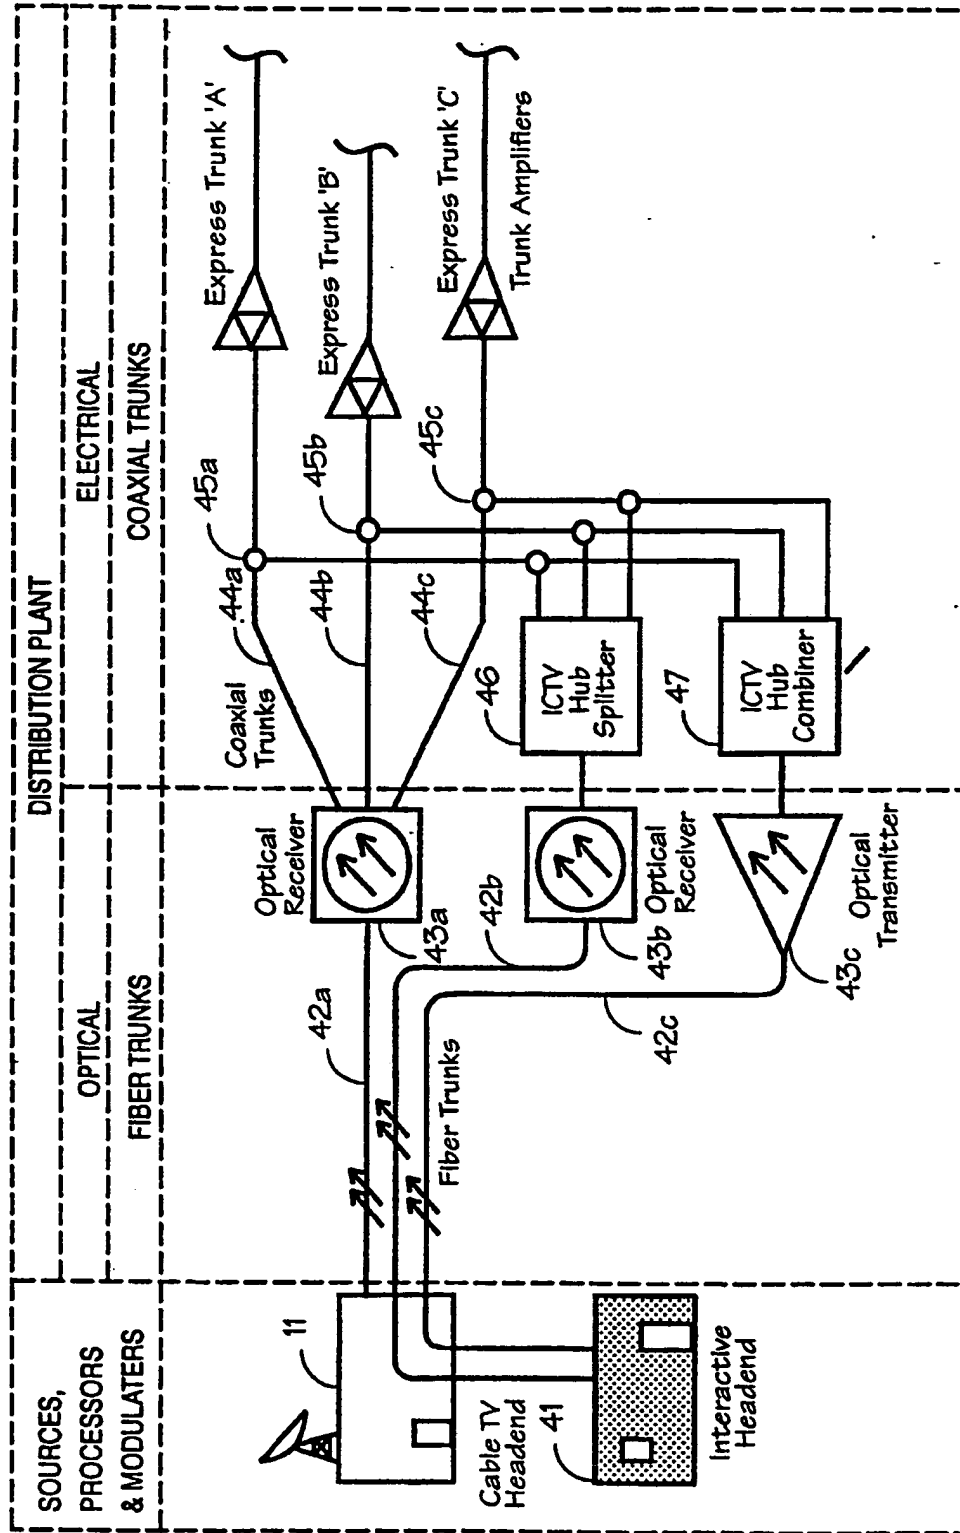 DISTRIBUTION PLANT
SOURCES,
PROCESSORS
& MODULATERS
OPTICAL
ELECTRICAL
FIBER TRUNKS
COAXIAL TRUNKS
11
Cable TV
Headend
41
Interactive
Headend
42a
Fiber Trunks
42b
42c
Optical
Receiver
43a
43b
Optical
Receiver
43c
Optical
Transmitter
Coaxial
Trunks
44a
44b
44c
45a
45b
45c
46
ICTV
Hub
Splitter
47
ICTV
Hub
Combiner
Express Trunk 'A'
Express Trunk 'B'
Express Trunk 'C'
Trunk Amplifiers